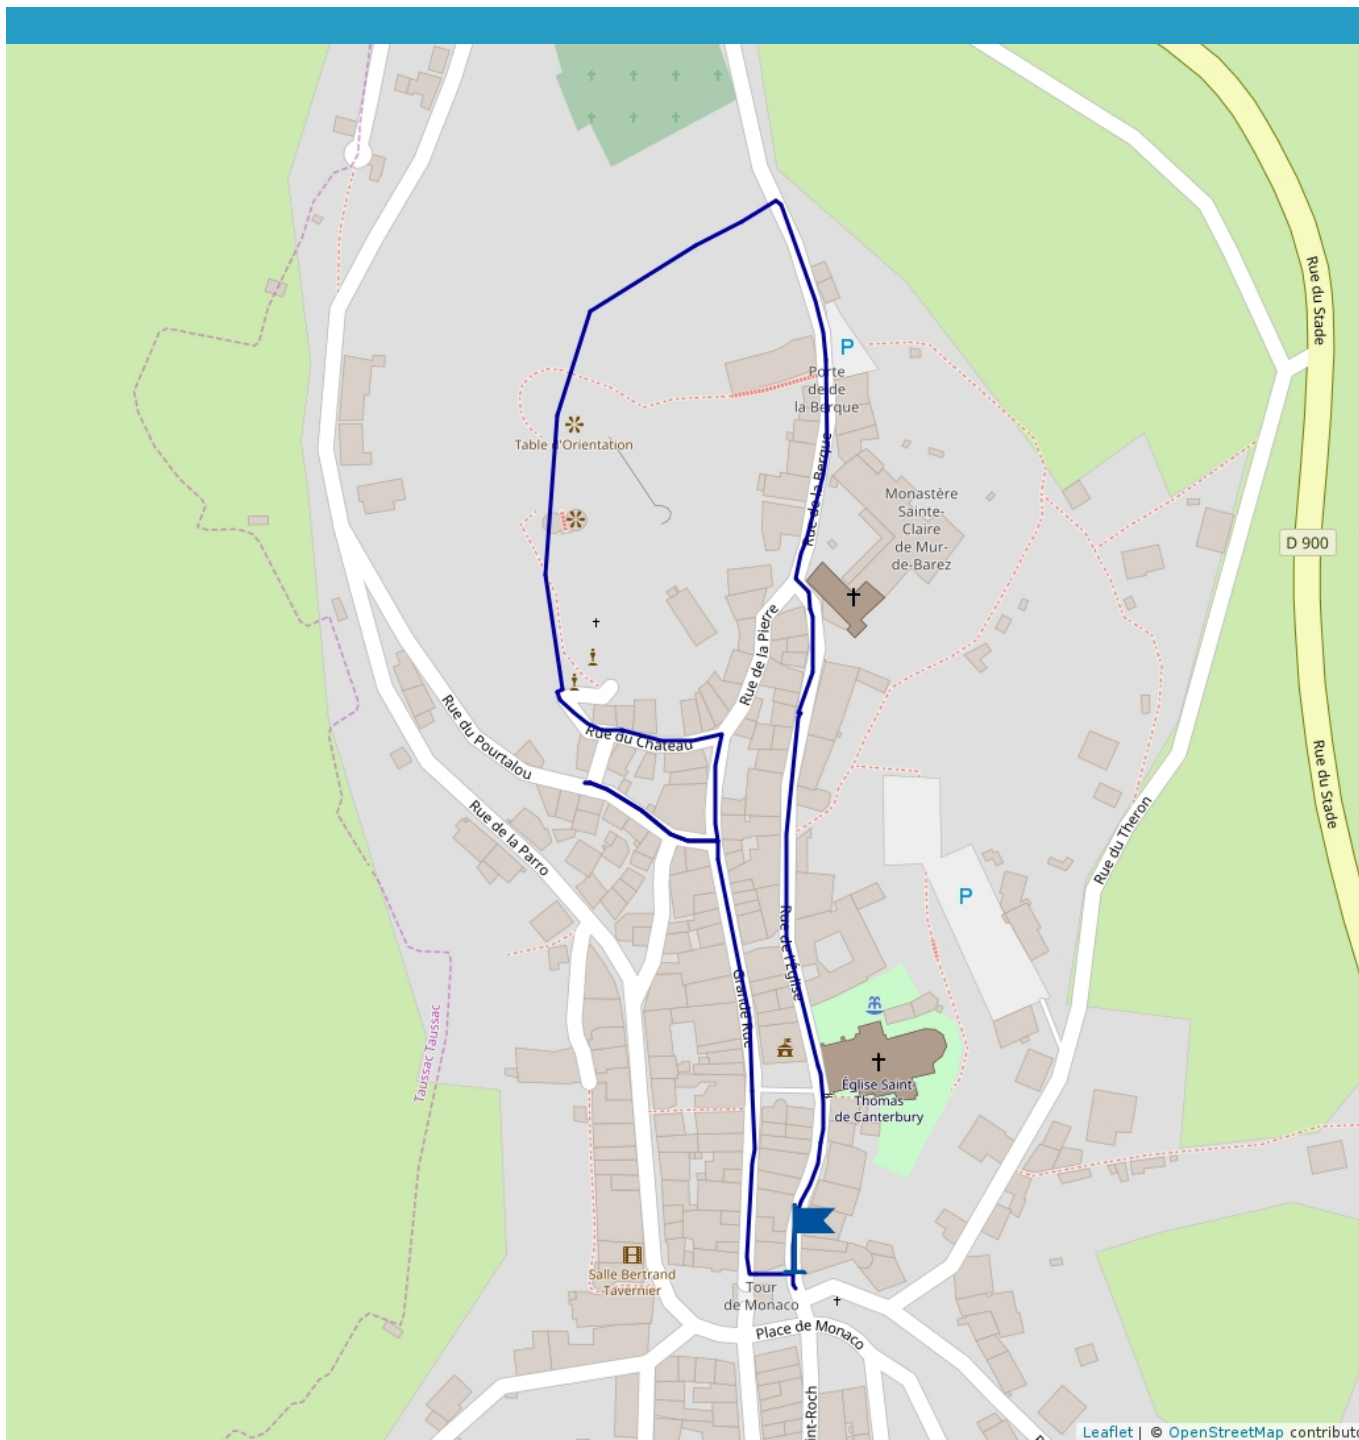 Rue du Stade
P
Porte
de de
la Berque
Table d'Orientation
Rue de la Berque
Monastère
Sainte-
Claire
de Mur-
de-Barez
D 900
Rue de la Pierre
Rue du Château
Rue du Pourtalou
Rue du Stade
Rue de la Parro
Rue du Theron
P
Rue de l'Église
Grande Rue
Taussac Taussac
Église Saint-
Thomas
de Canterbury
Salle Bertrand
Tavernier
Tour
de Monaco
Place de Monaco
int-Roch
Leaflet | © OpenStreetMap contributo